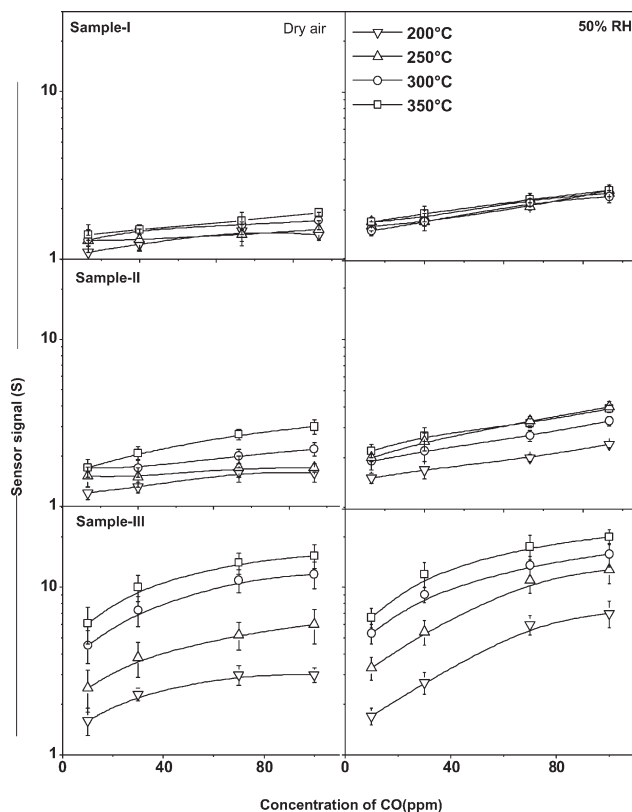 Sample-I
Dry air
200°C
250°C
300°C
350°C
50% RH
10
1
Sample-II
10
1
Sample-III
10
1
0
40
80
0
40
80
Sensor signal (S)
Concentration of CO(ppm)